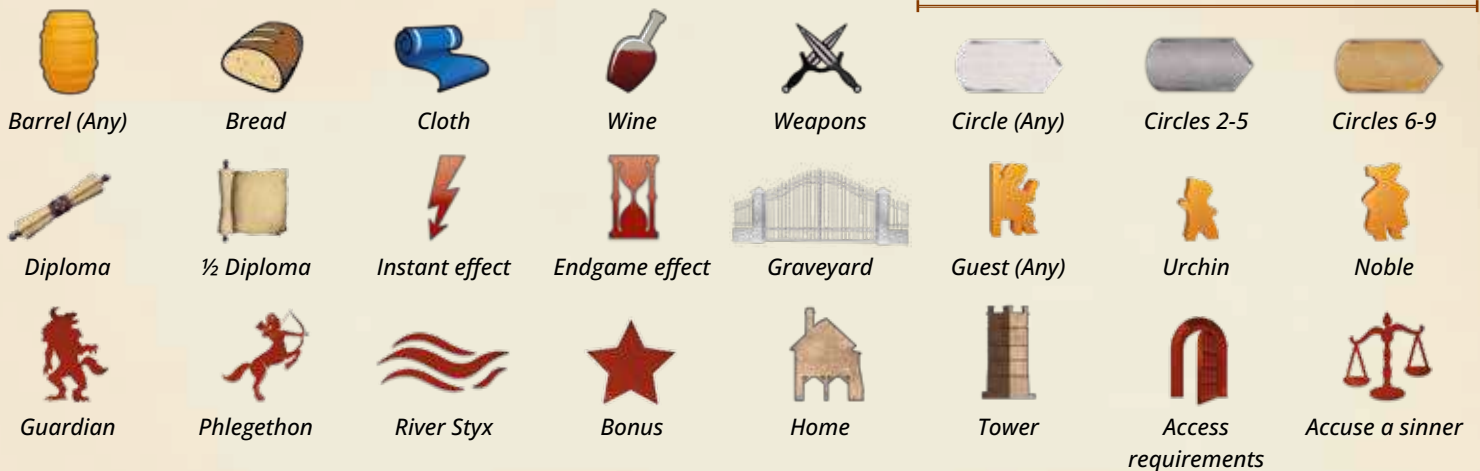 Barrel (Any) Bread Cloth Wine Weapons Circle (Any) Circles 2-5 Circles 6-9
Diploma ½ Diploma Instant effect Endgame effect Graveyard Guest (Any) Urchin Noble
Guardian Phlegethon River Styx Bonus Home Tower Access Accuse a sinner
requirements